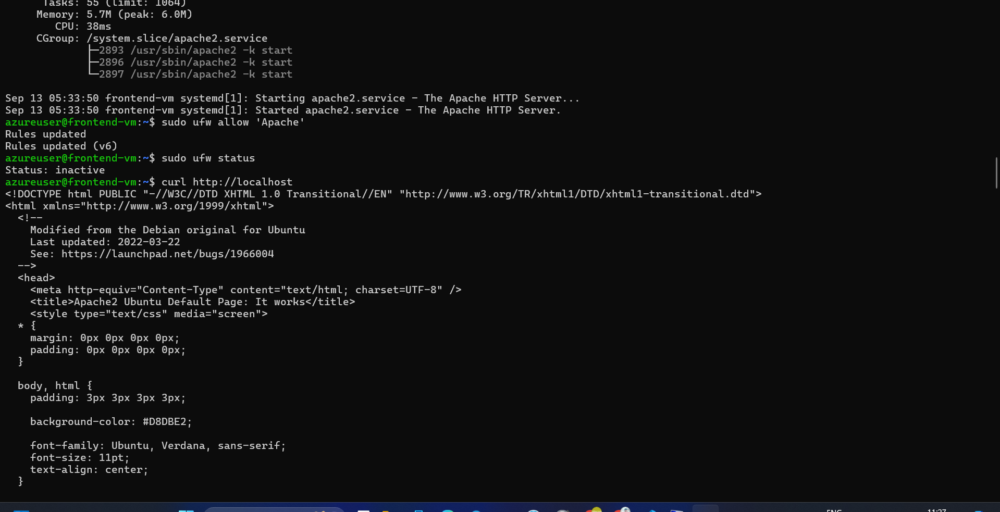 Tasks: 55 (limit: 1064)
Memory: 5.7M (peak: 6.0M)
CPU: 38ms
CGroup: /system.slice/apache2.service
├─2893 /usr/sbin/apache2 -k start
├─2896 /usr/sbin/apache2 -k start
└─2897 /usr/sbin/apache2 -k start
Sep 13 05:33:50 frontend-vm systemd[1]: Starting apache2.service - The Apache HTTP Server...
Sep 13 05:33:50 frontend-vm systemd[1]: Started apache2.service - The Apache HTTP Server.
azureuser@frontend-vm:~$ sudo ufw allow 'Apache'
Rules updated
Rules updated (v6)
azureuser@frontend-vm:~$ sudo ufw status
Status: inactive
azureuser@frontend-vm:~$ curl http://localhost
<!DOCTYPE html PUBLIC "-//W3C//DTD XHTML 1.0 Transitional//EN" "http://www.w3.org/TR/xhtml1/DTD/xhtml1-transitional.dtd">
<html xmlns="http://www.w3.org/1999/xhtml">
<!--
Modified from the Debian original for Ubuntu
Last updated: 2022-03-22
See: https://launchpad.net/bugs/1966004
-->
<head>
<meta http-equiv="Content-Type" content="text/html; charset=UTF-8" />
<title>Apache2 Ubuntu Default Page: It works</title>
<style type="text/css" media="screen">
* {
margin: 0px 0px 0px 0px;
padding: 0px 0px 0px 0px;
}
body, html {
padding: 3px 3px 3px 3px;
background-color: #D8DBE2;
font-family: Ubuntu, Verdana, sans-serif;
font-size: 11pt;
text-align: center;
}
ENG 11:27